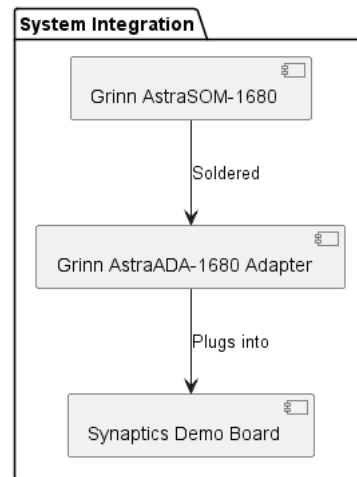 System Integration
Grinn AstraSOM-1680
Soldered
Grinn AstraADA-1680 Adapter
Plugs into
Synaptics Demo Board